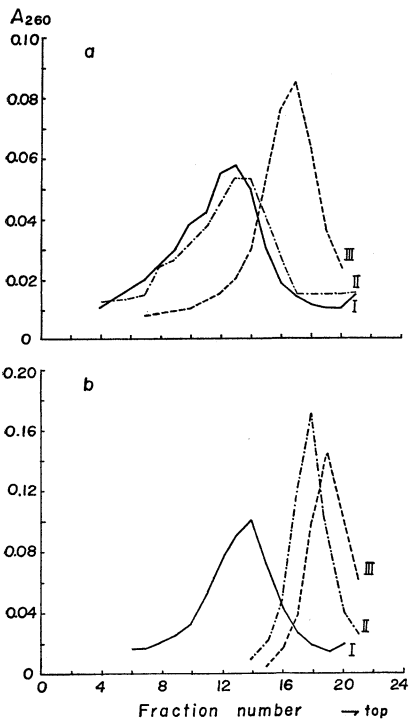 A260
0.10
a
0.08
0.06
0.04
0.02
0
III
II
I
0.20
b
0.16
0.12
0.08
0.04
0
III
II
I
0 4 8 12 16 20 24
Fraction number → top